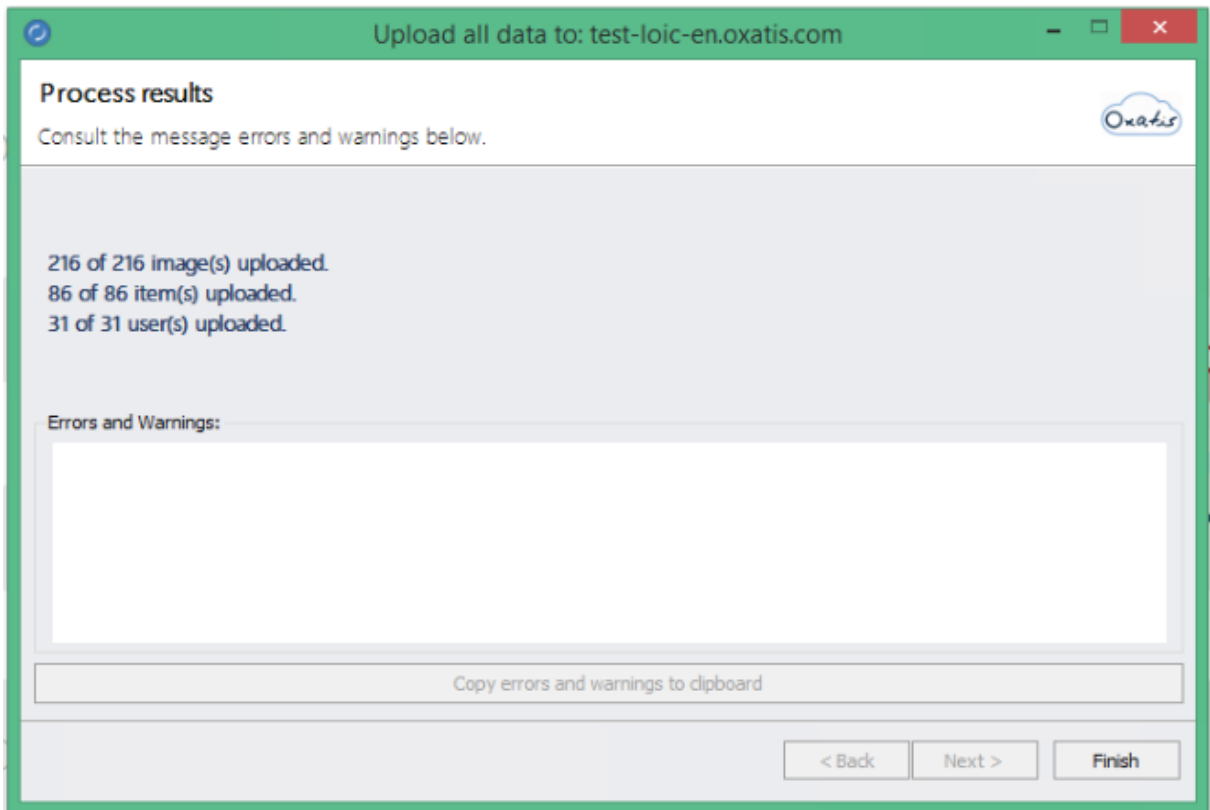 Upload all data to: test-loic-en.oxatis.com
Process results
Consult the message errors and warnings below.
Oxatis
216 of 216 image(s) uploaded.
86 of 86 item(s) uploaded.
31 of 31 user(s) uploaded.
Errors and Warnings:
Copy errors and warnings to clipboard
< Back
Next >
Finish